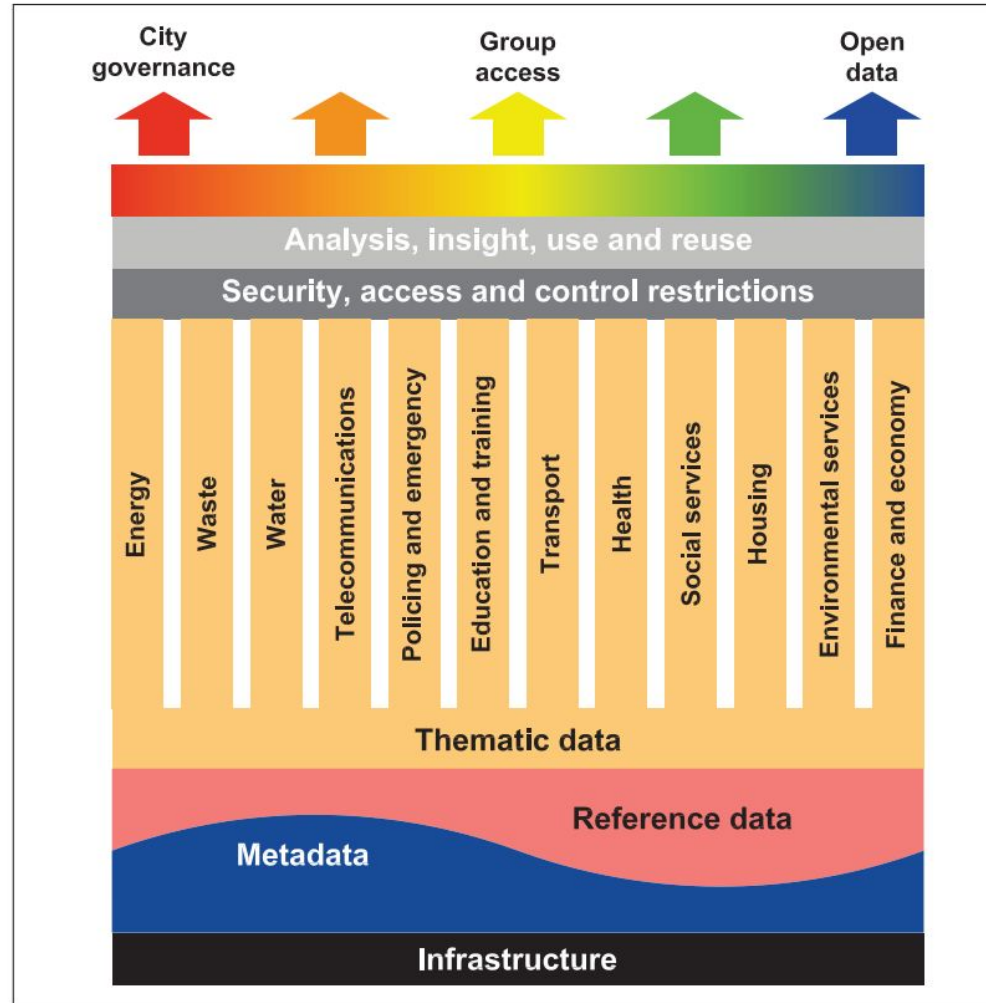 City
governance
Group
access
Open
data
Analysis, insight, use and reuse
Security, access and control restrictions
Energy
Waste
Water
Telecommunications
Policing and emergency
Education and training
Transport
Health
Social services
Housing
Environmental services
Finance and economy
Thematic data
Reference data
Metadata
Infrastructure